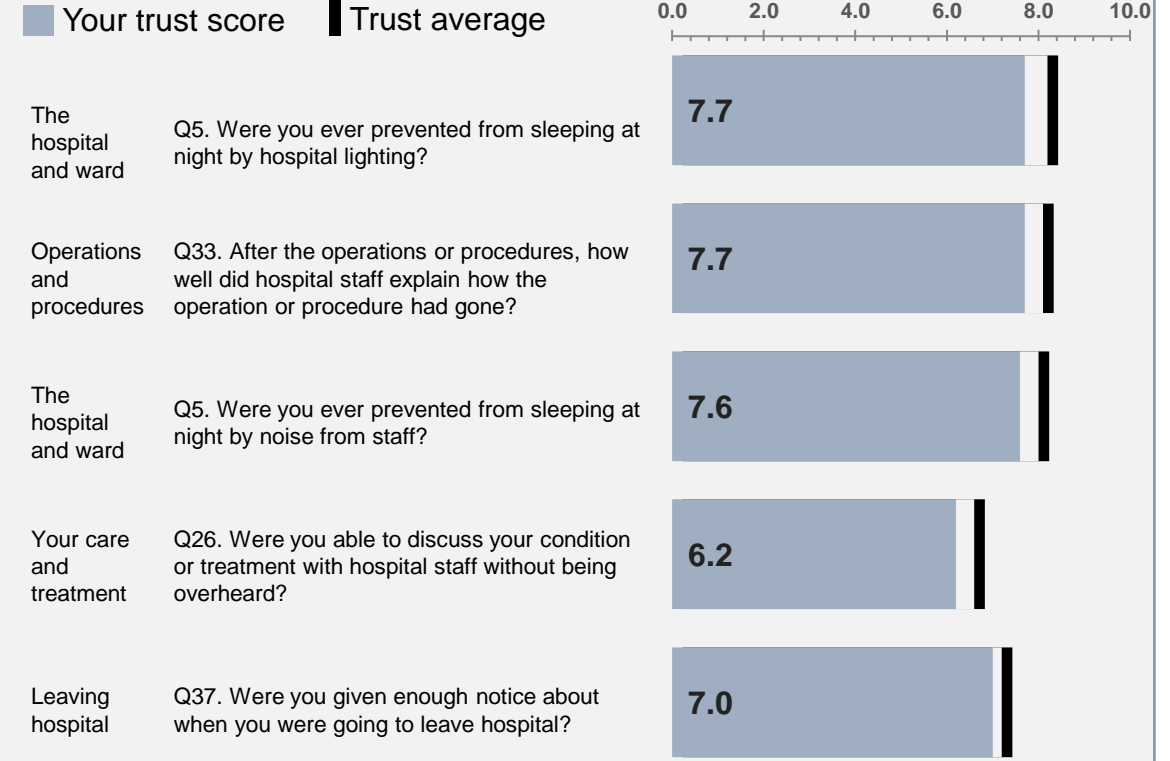 Your trust score Trust average
0.0 2.0 4.0 6.0 8.0 10.0
The
hospital
and ward
Q5. Were you ever prevented from sleeping at
night by hospital lighting?
7.7
Operations
and
procedures
Q33. After the operations or procedures, how
well did hospital staff explain how the
operation or procedure had gone?
7.7
The
hospital
and ward
Q5. Were you ever prevented from sleeping at
night by noise from staff?
7.6
Your care
and
treatment
Q26. Were you able to discuss your condition
or treatment with hospital staff without being
overheard?
6.2
Leaving
hospital
Q37. Were you given enough notice about
when you were going to leave hospital?
7.0